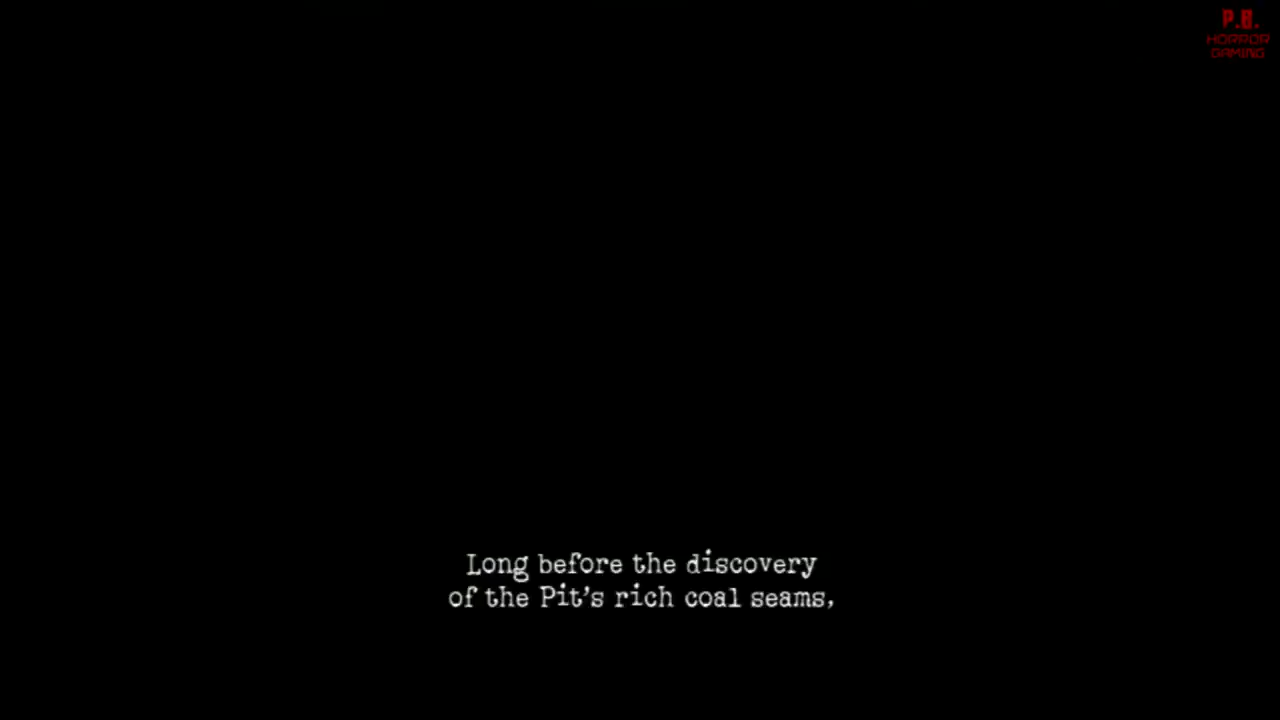 P.B.
HORROR
GAMING
Long before the discovery
of the Pit's rich coal seams,